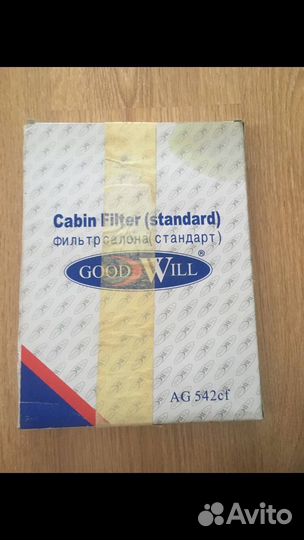 Cabin Filter (standard)
фильтр салона (стандарт)
GOOD WILL ®
AG 542cf
Avito